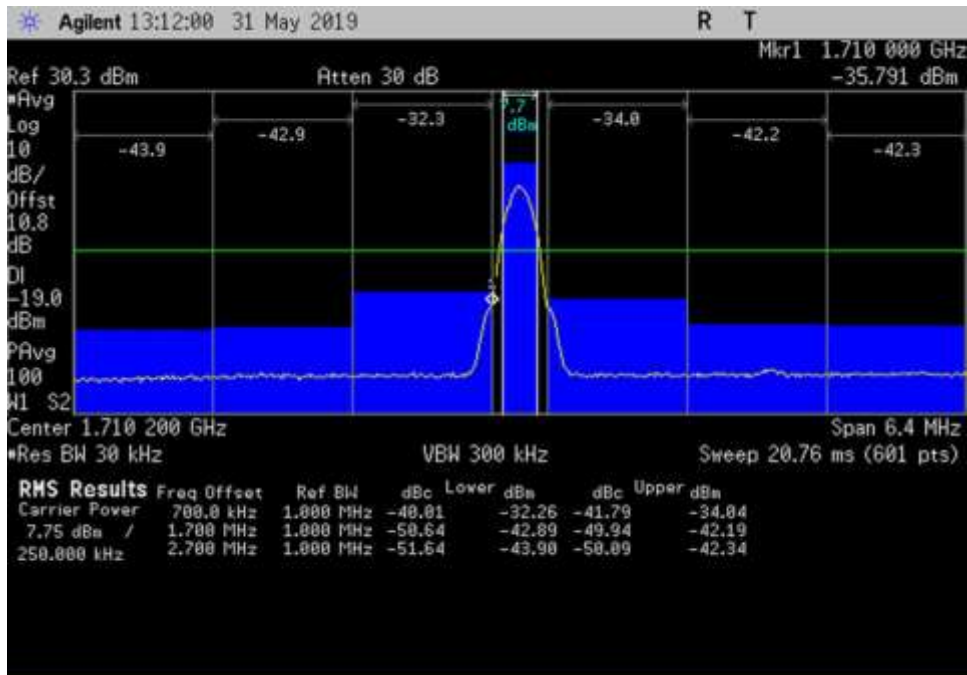 Agilent 13:12:00 31 May 2019 R T
Mkr1 1.710 000 GHz
Ref 30.3 dBm Atten 30 dB -35.791 dBm
#Avg
Log
10
dB/
Offst
10.8
dB
DI
-19.0
dBm
PAvg
100
W1 S2
-43.9
-42.9
-32.3
7.7
dBm
-34.0
-42.2
-42.3
Center 1.710 200 GHz Span 6.4 MHz
#Res BW 30 kHz VBW 300 kHz Sweep 20.76 ms (601 pts)
RMS Results Freq Offset Ref BW dBc Lower dBm dBc Upper dBm
Carrier Power 700.0 kHz 1.000 MHz -40.01 -32.26 -41.79 -34.04
7.75 dBm / 1.700 MHz 1.000 MHz -50.64 -42.89 -49.94 -42.19
250.000 kHz 2.700 MHz 1.000 MHz -51.64 -43.90 -50.09 -42.34